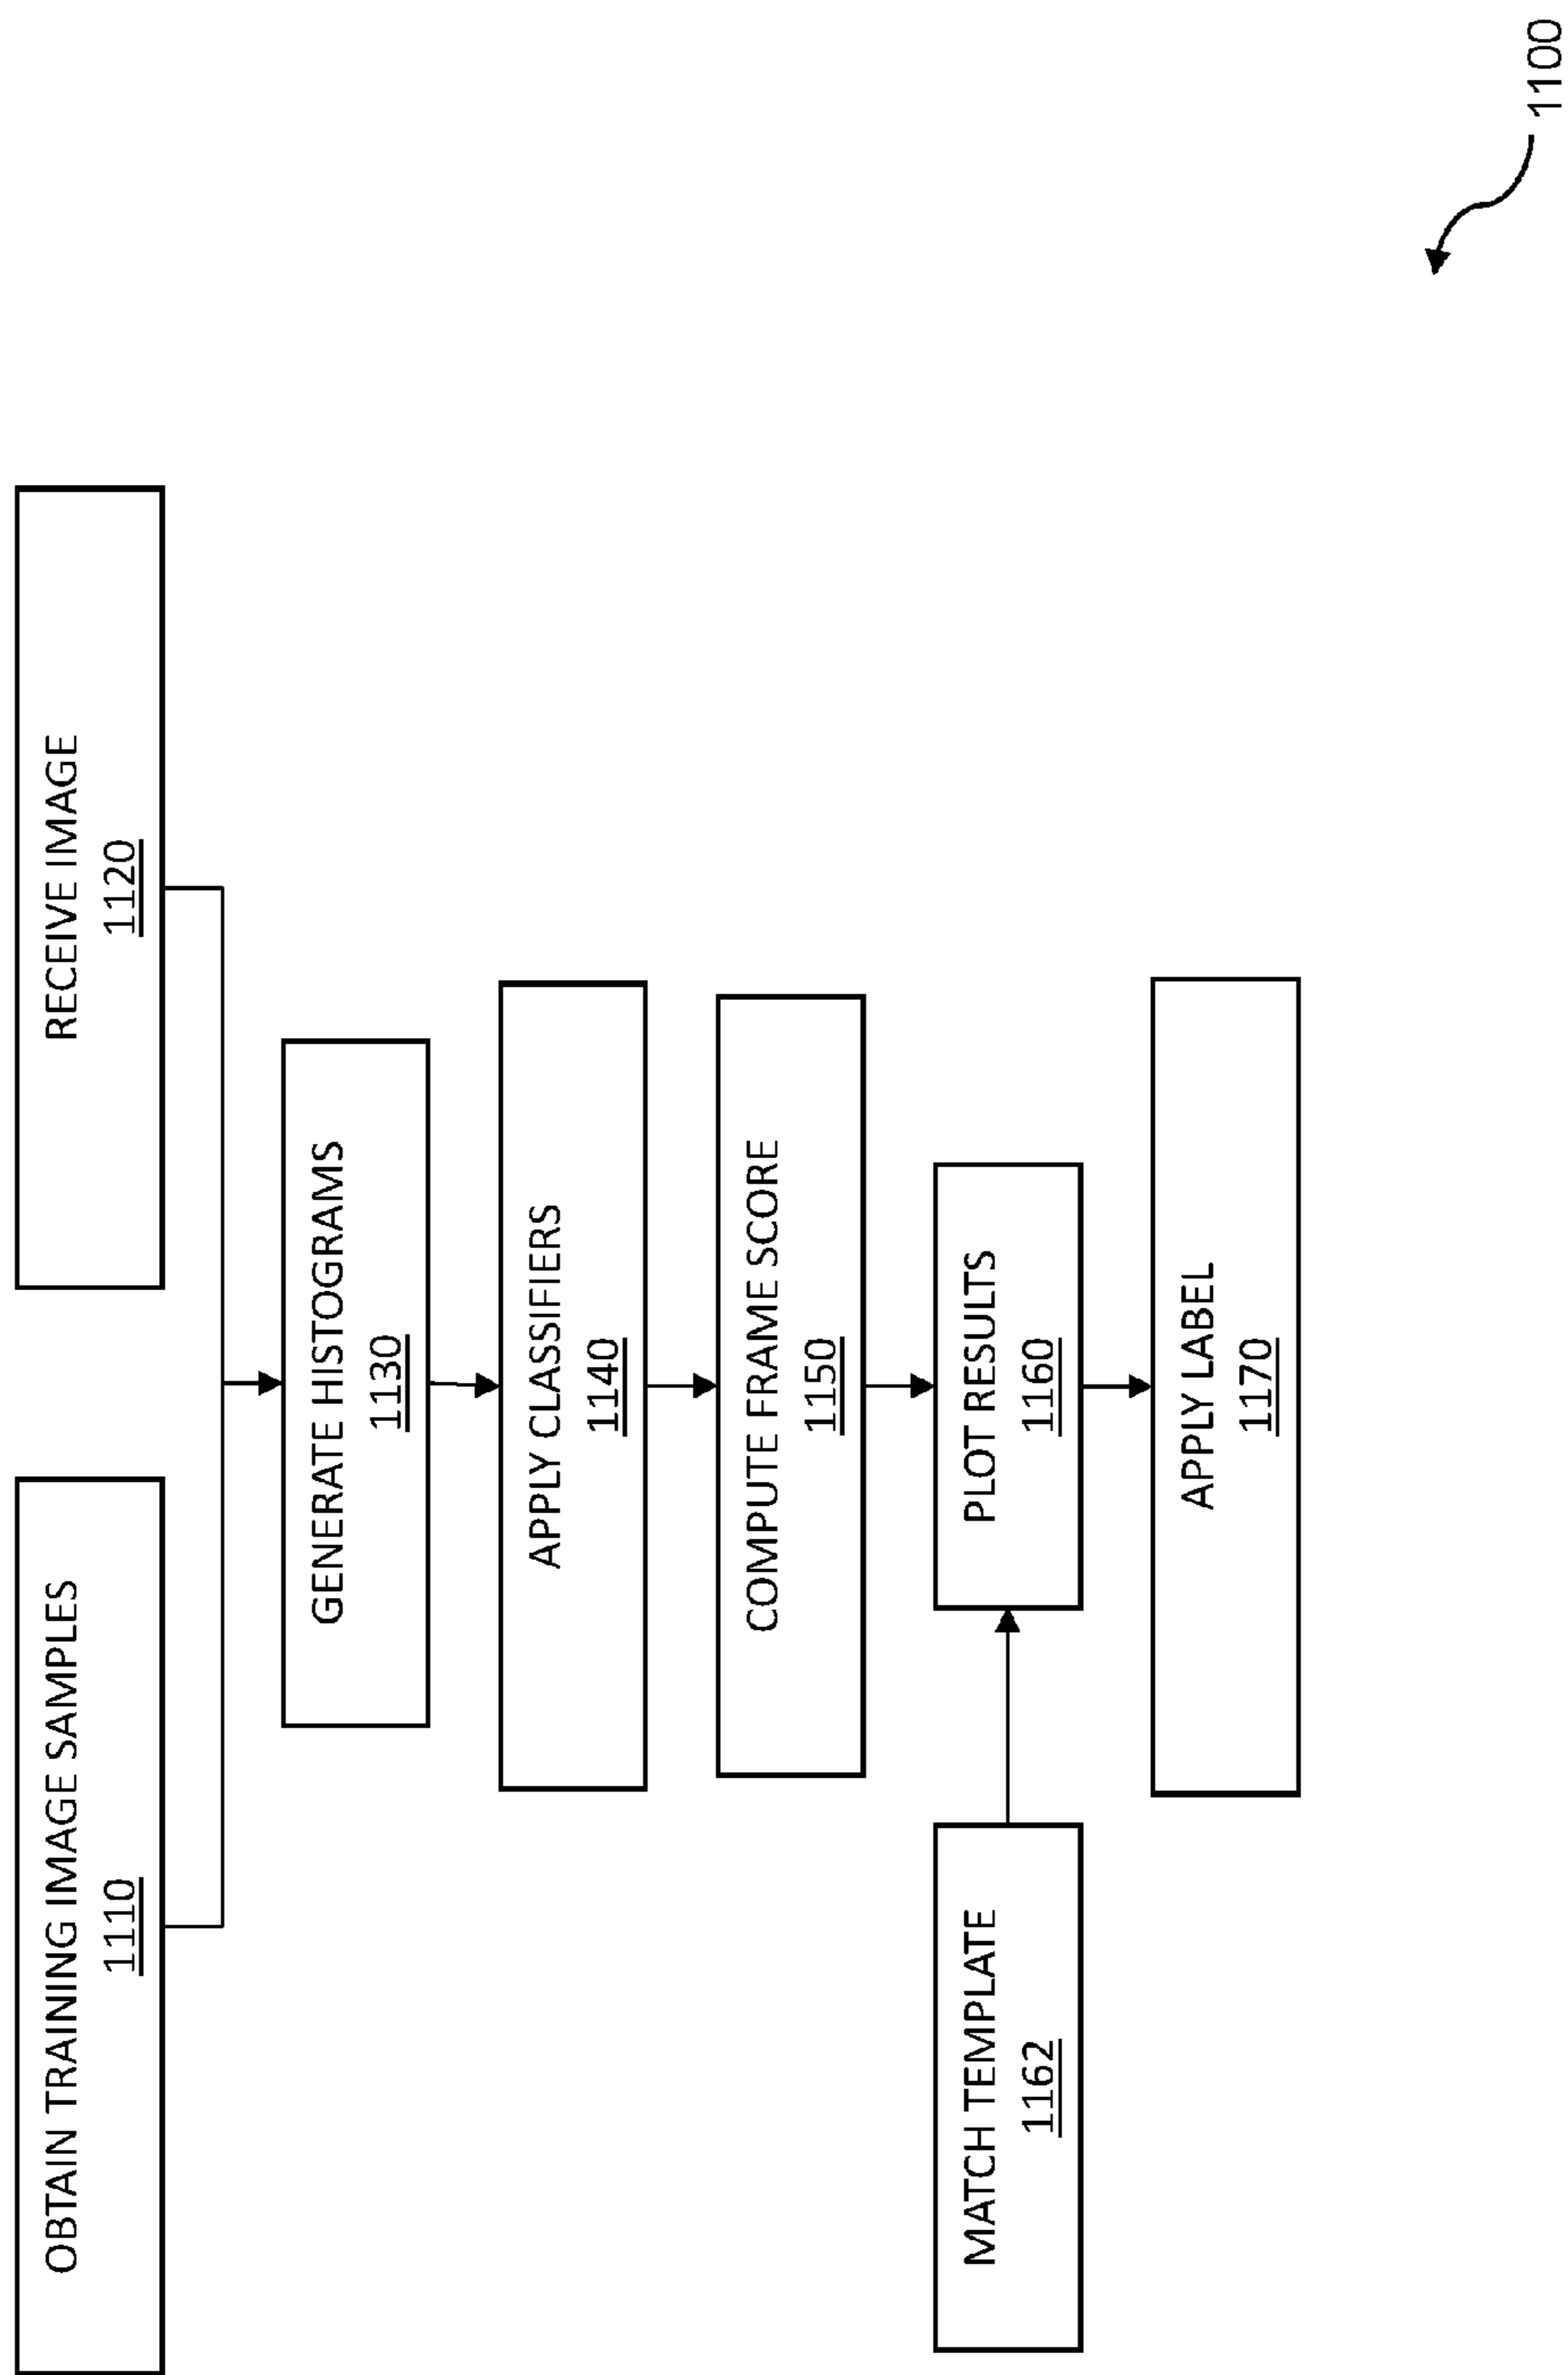 OBTAIN TRAINING IMAGE SAMPLES
1110
RECEIVE IMAGE
1120
GENERATE HISTOGRAMS
1130
APPLY CLASSIFIERS
1140
COMPUTE FRAME SCORE
1150
MATCH TEMPLATE
1162
PLOT RESULTS
1160
APPLY LABEL
1170
1100